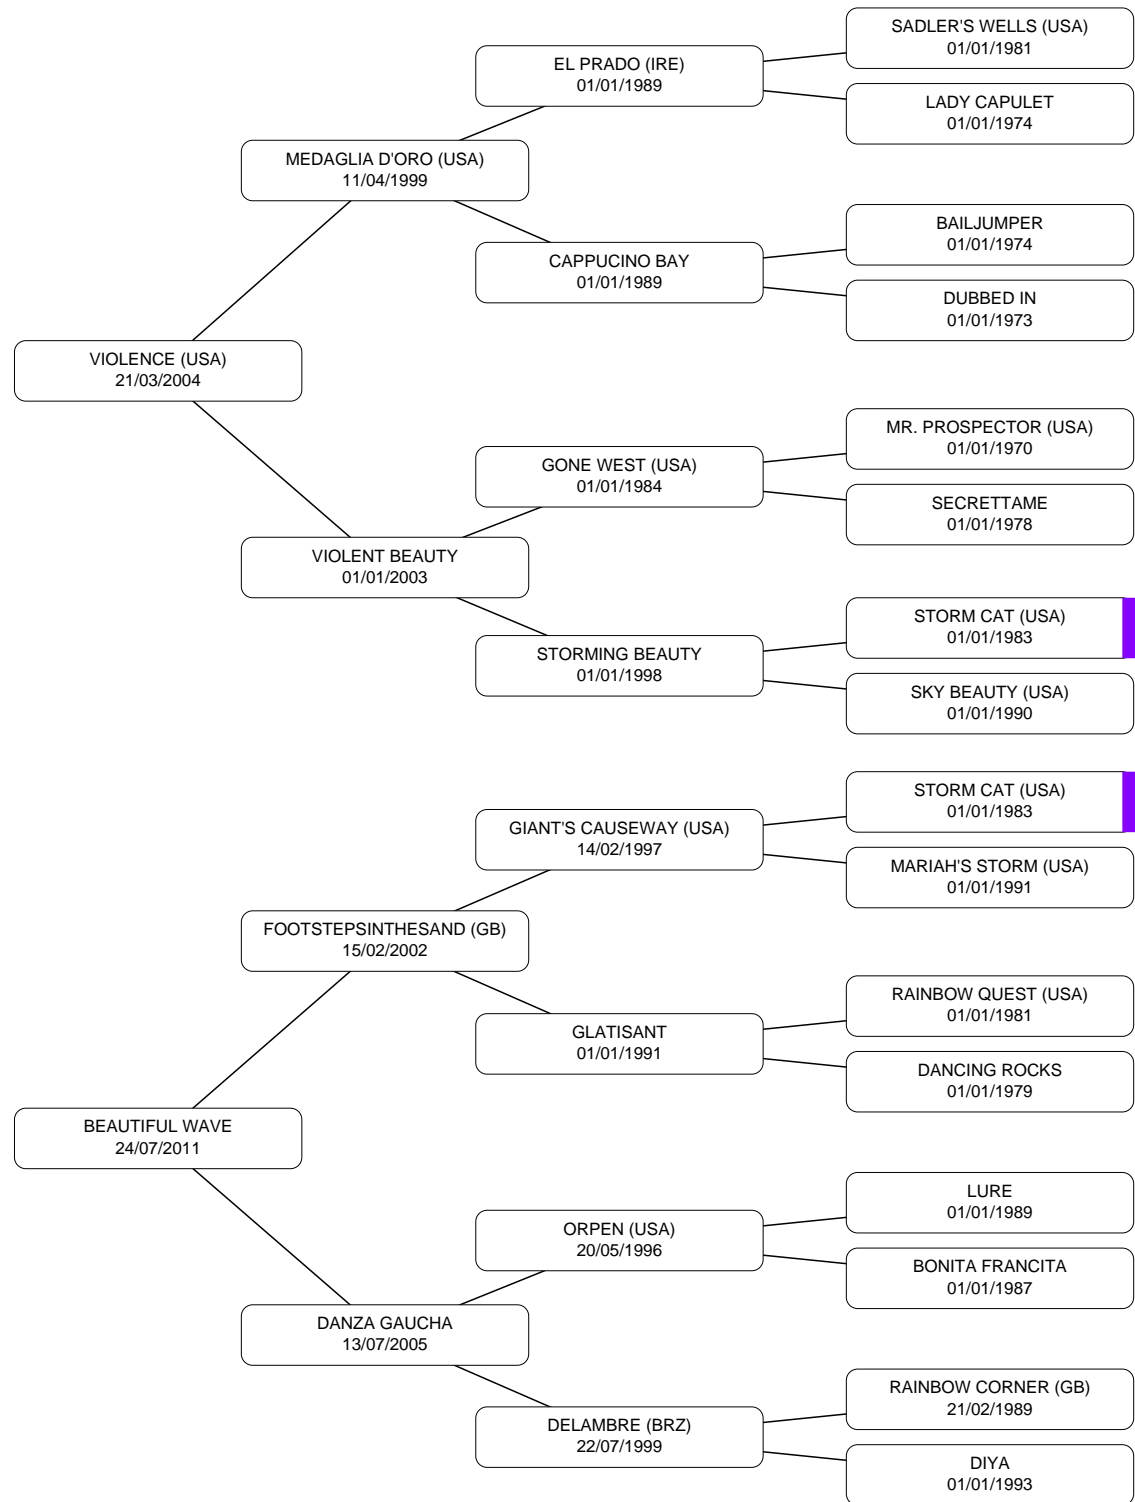 SADLER'S WELLS (USA)
01/01/1981
EL PRADO (IRE)
01/01/1989
LADY CAPULET
01/01/1974
MEDAGLIA D'ORO (USA)
11/04/1999
BAILJUMPER
01/01/1974
CAPPUCINO BAY
01/01/1989
DUBBED IN
01/01/1973
VIOLENCE (USA)
21/03/2004
MR. PROSPECTOR (USA)
01/01/1970
GONE WEST (USA)
01/01/1984
SECRETTAME
01/01/1978
VIOLENT BEAUTY
01/01/2003
STORM CAT (USA)
01/01/1983
STORMING BEAUTY
01/01/1998
SKY BEAUTY (USA)
01/01/1990
STORM CAT (USA)
01/01/1983
GIANT'S CAUSEWAY (USA)
14/02/1997
MARIAH'S STORM (USA)
01/01/1991
FOOTSTEPSINTHESAND (GB)
15/02/2002
RAINBOW QUEST (USA)
01/01/1981
GLATISANT
01/01/1991
DANCING ROCKS
01/01/1979
BEAUTIFUL WAVE
24/07/2011
LURE
01/01/1989
ORPEN (USA)
20/05/1996
BONITA FRANCITA
01/01/1987
DANZA GAUCHA
13/07/2005
RAINBOW CORNER (GB)
21/02/1989
DELAMBRE (BRZ)
22/07/1999
DIYA
01/01/1993